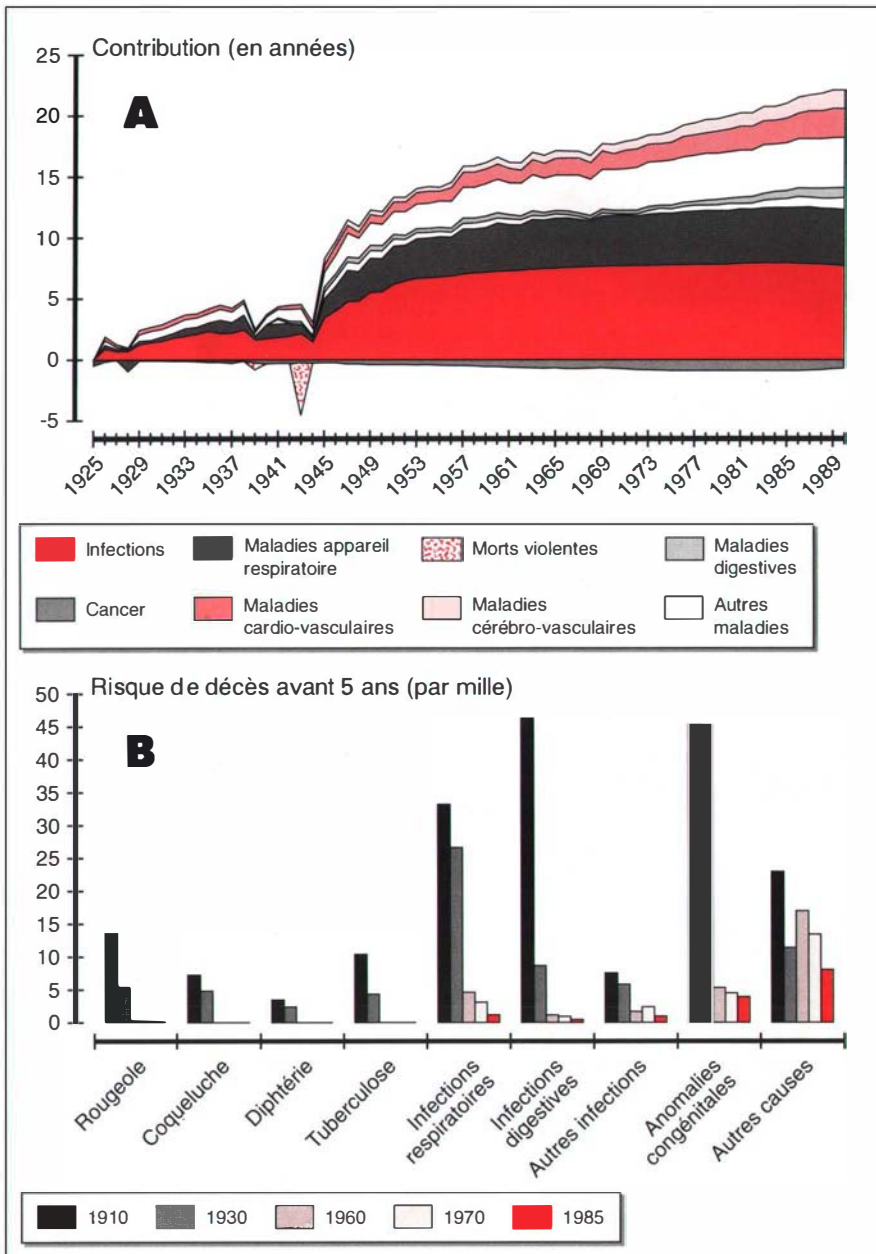 Contribution (en années)
A
25
20
15
10
5
0
-5
1925
1929
1933
1937
1941
1945
1949
1953
1957
1961
1965
1969
1973
1977
1981
1985
1989
Infections
Maladies appareil
respiratoire
Morts violentes
Maladies
digestives
Cancer
Maladies
cardio-vasculaires
Maladies
cérébro-vasculaires
Autres
maladies
Risque de décès avant 5 ans (par mille)
B
50
45
40
35
30
25
20
15
10
5
0
Rougeole
Coqueluche
Diphtérie
Tuberculose
Infections
respiratoires
Infections
digestives
Autres infections
Anomalies
congénitales
Autres causes
1910
1930
1960
1970
1985